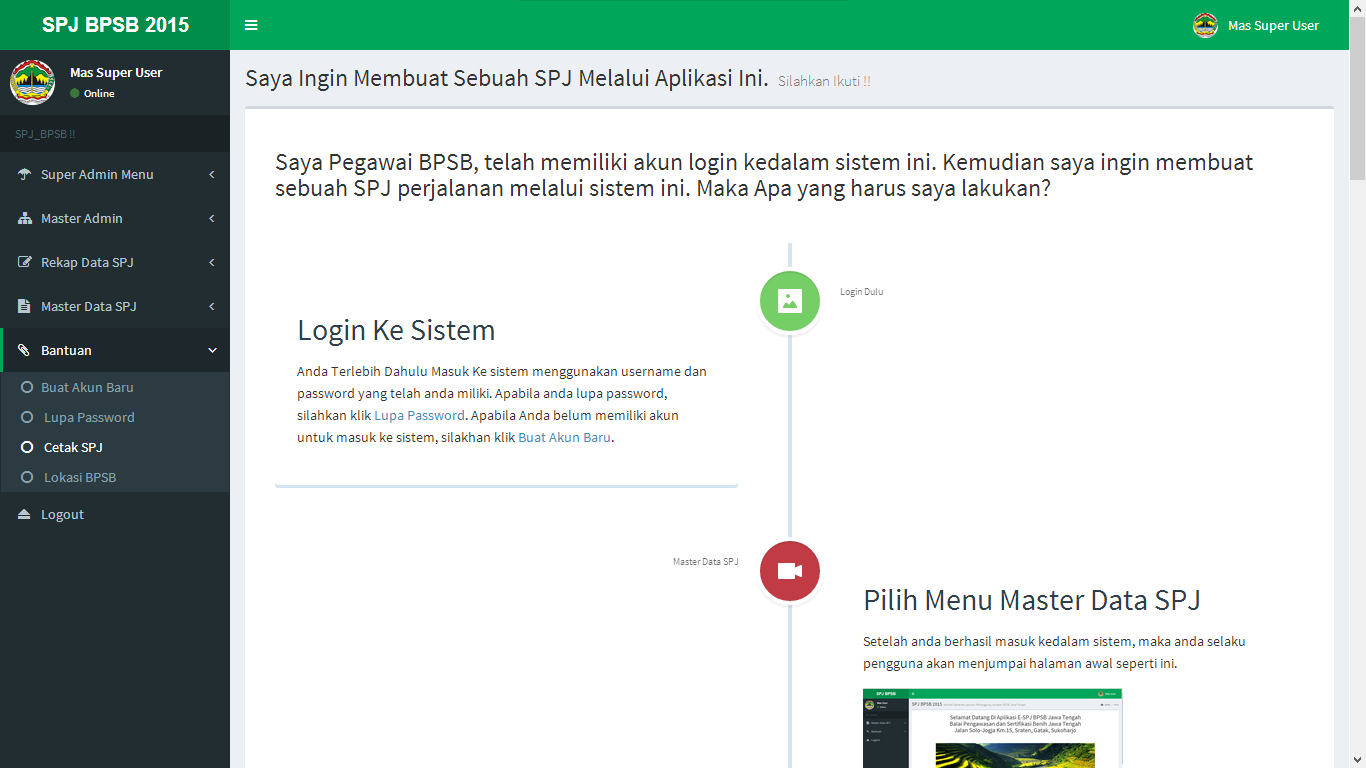 SPJ BPSB 2015
Mas Super User
Mas Super User
Online
SPJ_BPSB !!
Super Admin Menu
Master Admin
Rekap Data SPJ
Master Data SPJ
Bantuan
Buat Akun Baru
Lupa Password
Cetak SPJ
Lokasi BPSB
Logout
Saya Ingin Membuat Sebuah SPJ Melalui Aplikasi Ini. Silahkan Ikuti !!
Saya Pegawai BPSB, telah memiliki akun login kedalam sistem ini. Kemudian saya ingin membuat
sebuah SPJ perjalanan melalui sistem ini. Maka Apa yang harus saya lakukan?
Login Dulu
Login Ke Sistem
Anda Terlebih Dahulu Masuk Ke sistem menggunakan username dan
password yang telah anda miliki. Apabila anda lupa password,
silahkan klik Lupa Password. Apabila Anda belum memiliki akun
untuk masuk ke sistem, silakhan klik Buat Akun Baru.
Master Data SPJ
Pilih Menu Master Data SPJ
Setelah anda berhasil masuk kedalam sistem, maka anda selaku
pengguna akan menjumpai halaman awal seperti ini.
SPJ BPSB
SPJ BPSB 2015
Selamat Datang Di Aplikasi E-SPJ BPSB Jawa Tengah
Balai Pengawasan dan Sertifikasi Benih Jawa Tengah
Jalan Solo-Jogja Km.15, Sraten, Gatak, Sukoharjo